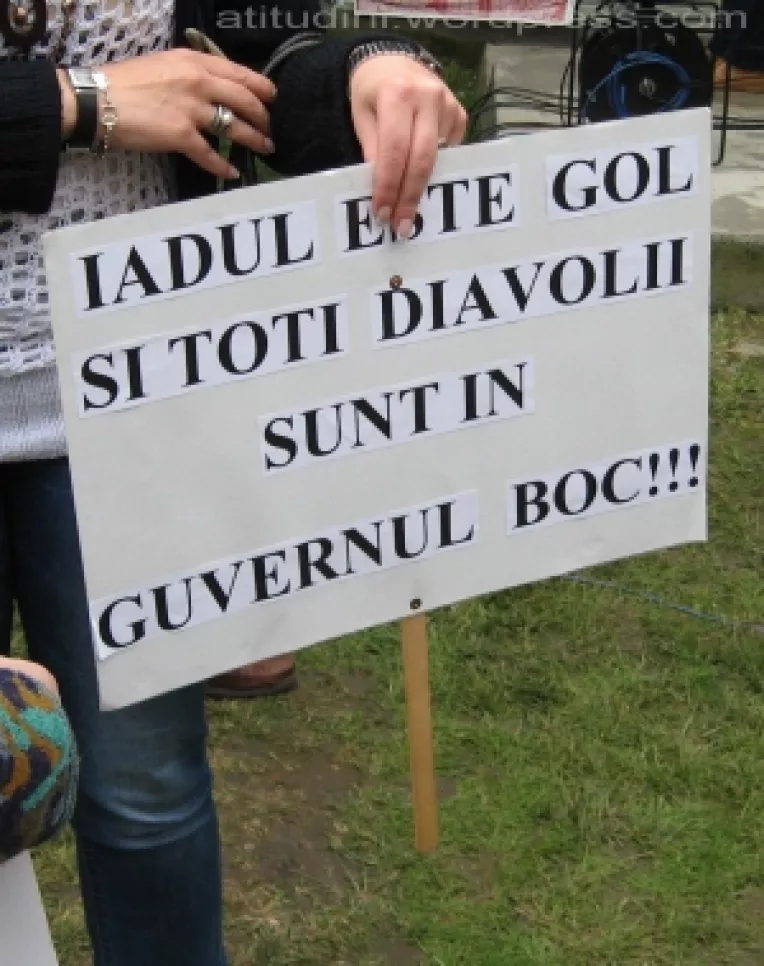 atitudini.wordpress.com
IADUL ESTE GOL
SI TOTI DIAVOLII
SUNT IN
GUVERNUL BOC!!!